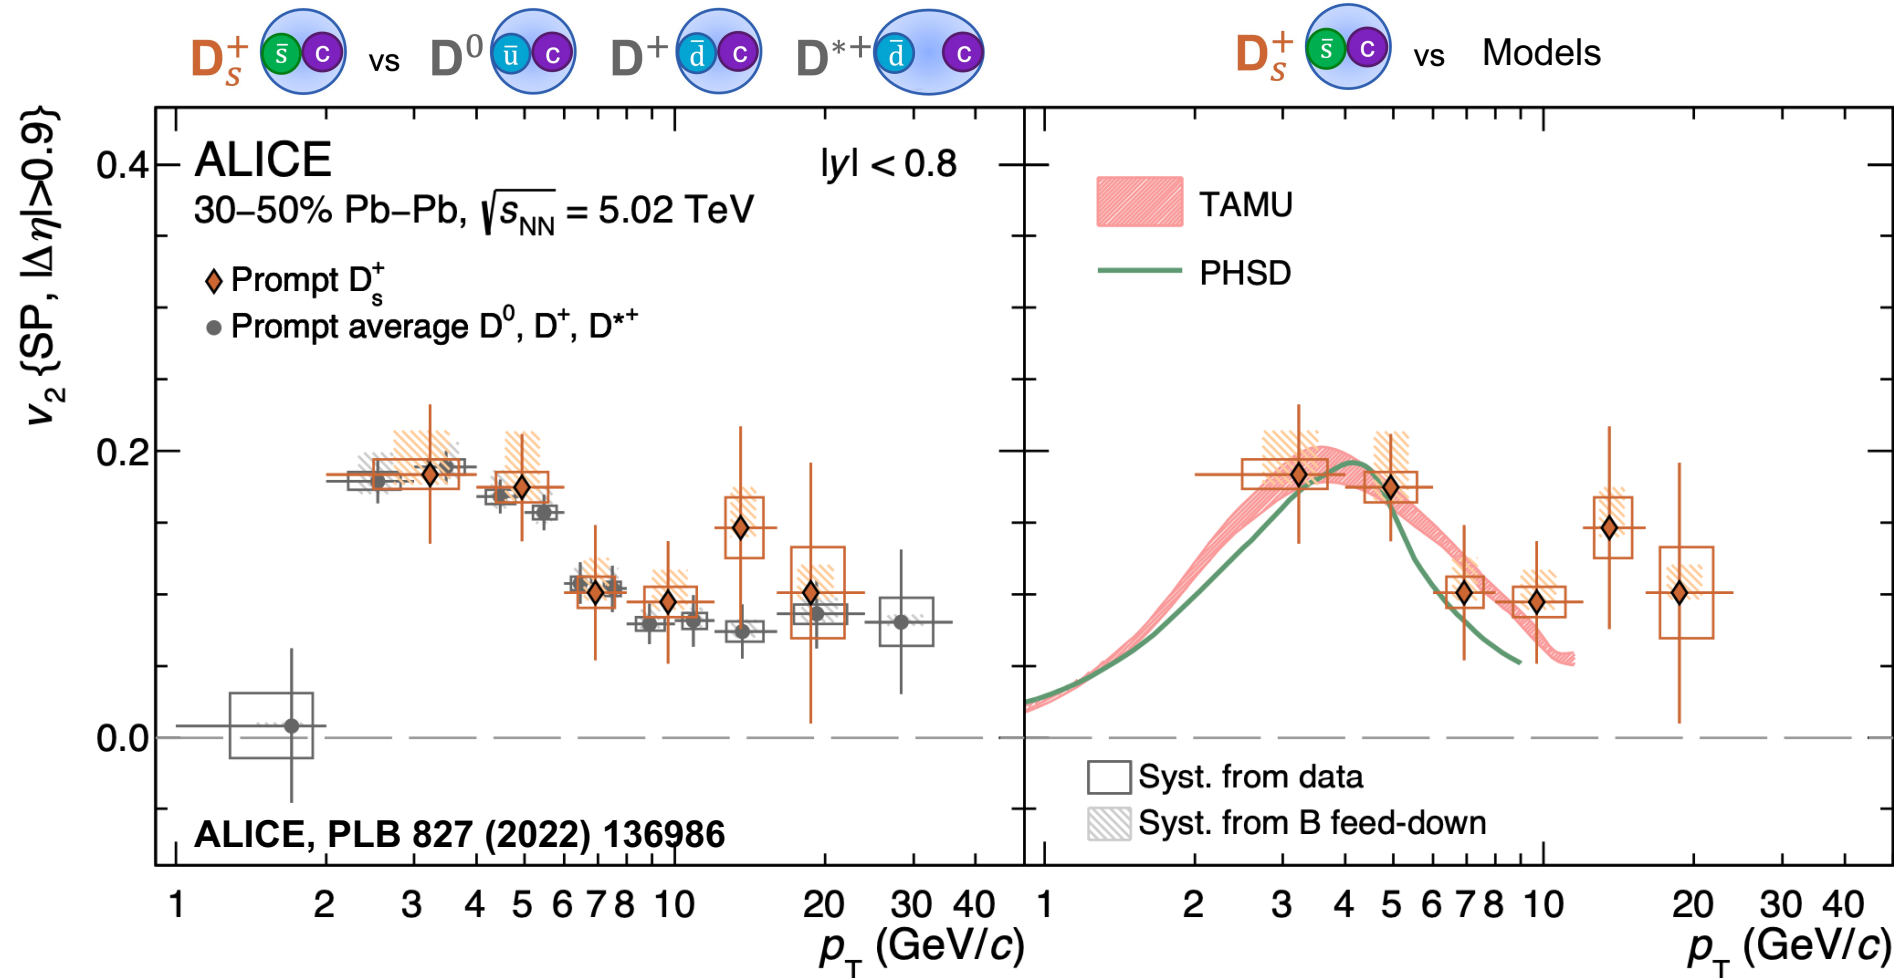 D_s^+ s̄ c vs D^0 ū c D^+ d̄ c D^*+ d̄ c
D_s^+ s̄ c vs Models
v_2 {SP, |Δη|>0.9}
0.4
0.2
0.0
ALICE
|y| < 0.8
30–50% Pb–Pb, √s_NN = 5.02 TeV
Prompt D_s^+
Prompt average D^0, D^+, D^*+
ALICE, PLB 827 (2022) 136986
1 2 3 4 5 6 7 8 10 20 30 40
p_T (GeV/c)
TAMU
PHSD
Syst. from data
Syst. from B feed-down
1 2 3 4 5 6 7 8 10 20 30 40
p_T (GeV/c)